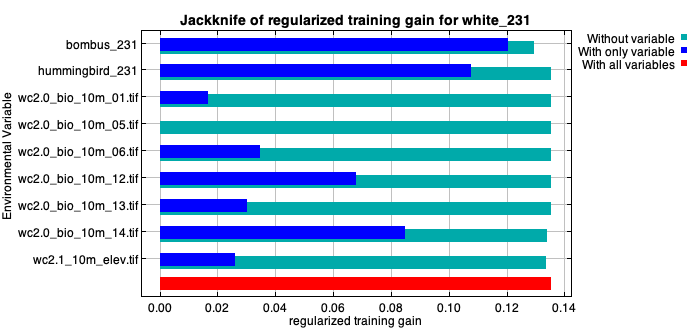 Jackknife of regularized training gain for white_231
Without variable
With only variable
With all variables
Environmental Variable
bombus_231
hummingbird_231
wc2.0_bio_10m_01.tif
wc2.0_bio_10m_05.tif
wc2.0_bio_10m_06.tif
wc2.0_bio_10m_12.tif
wc2.0_bio_10m_13.tif
wc2.0_bio_10m_14.tif
wc2.1_10m_elev.tif
0.00 0.02 0.04 0.06 0.08 0.10 0.12 0.14
regularized training gain